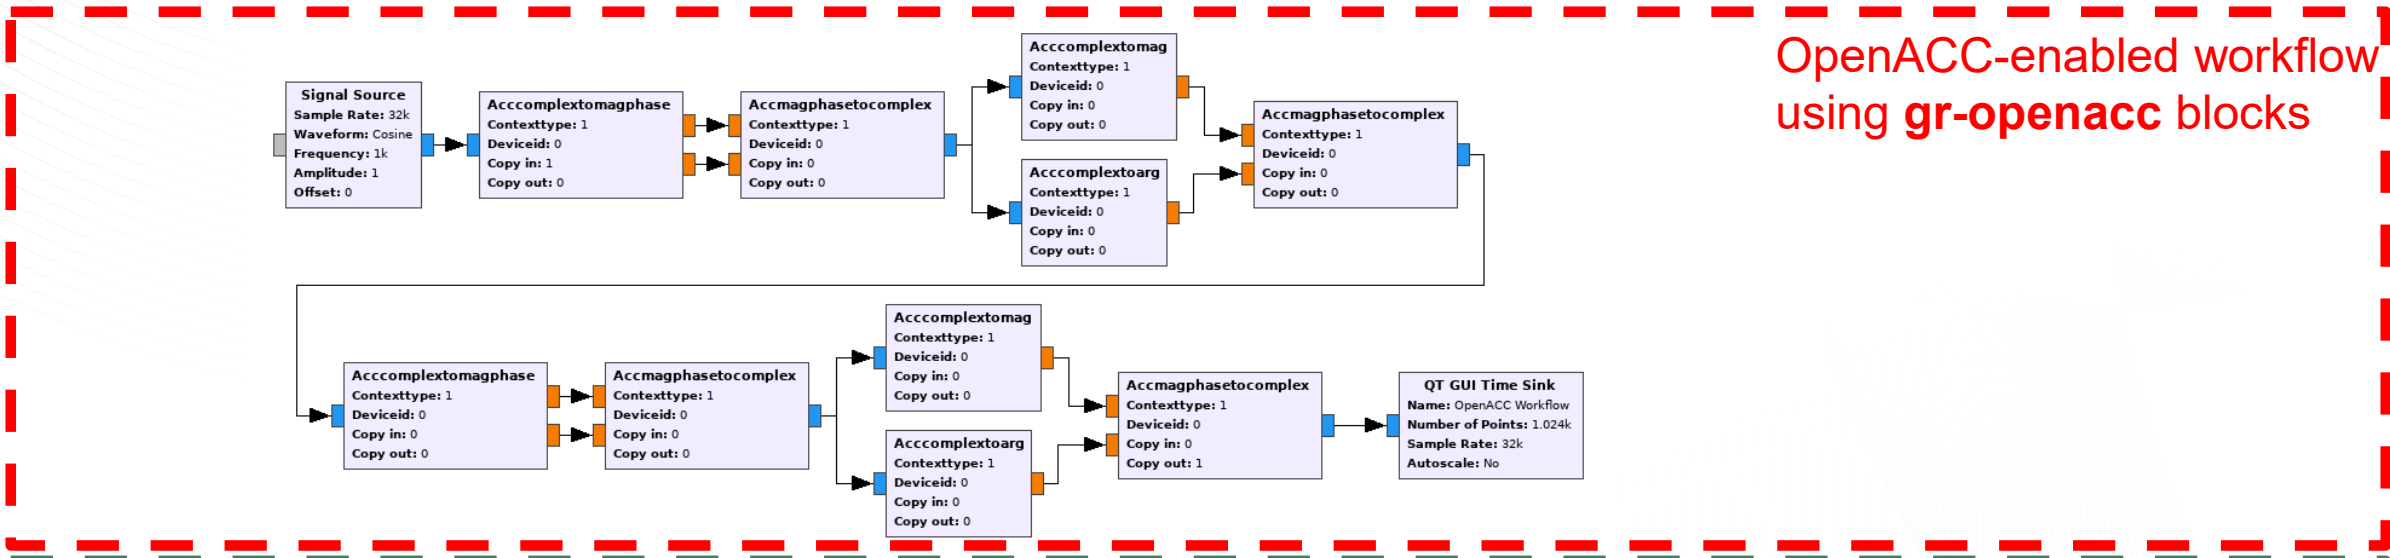 OpenACC-enabled workflow
using gr-openacc blocks
Signal Source
Sample Rate: 32k
Waveform: Cosine
Frequency: 1k
Amplitude: 1
Offset: 0
Acccomplextomagphase
Contexttype: 1
Deviceid: 0
Copy in: 1
Copy out: 0
Accmagphasetocomplex
Contexttype: 1
Deviceid: 0
Copy in: 0
Copy out: 0
Acccomplextomag
Contexttype: 1
Deviceid: 0
Copy in: 0
Copy out: 0
Acccomplextoarg
Contexttype: 1
Deviceid: 0
Copy in: 0
Copy out: 0
Accmagphasetocomplex
Contexttype: 1
Deviceid: 0
Copy in: 0
Copy out: 0
Acccomplextomagphase
Contexttype: 1
Deviceid: 0
Copy in: 0
Copy out: 0
Accmagphasetocomplex
Contexttype: 1
Deviceid: 0
Copy in: 0
Copy out: 0
Acccomplextomag
Contexttype: 1
Deviceid: 0
Copy in: 0
Copy out: 0
Acccomplextoarg
Contexttype: 1
Deviceid: 0
Copy in: 0
Copy out: 0
Accmagphasetocomplex
Contexttype: 1
Deviceid: 0
Copy in: 0
Copy out: 1
QT GUI Time Sink
Name: OpenACC Workflow
Number of Points: 1.024k
Sample Rate: 32k
Autoscale: No